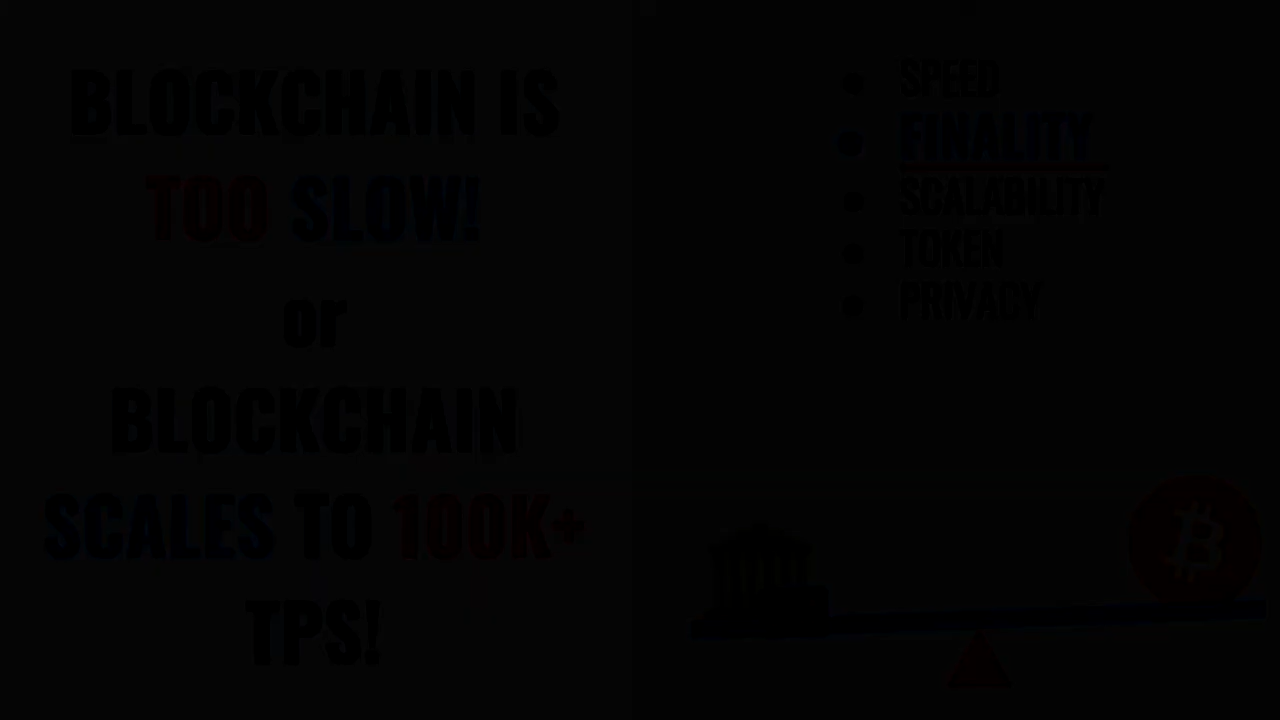 BLOCKCHAIN IS
TOO SLOW!
or
BLOCKCHAIN
SCALES TO 100K+
TPS!
SPEED
FINALITY
SCALABILITY
TOKEN
PRIVACY